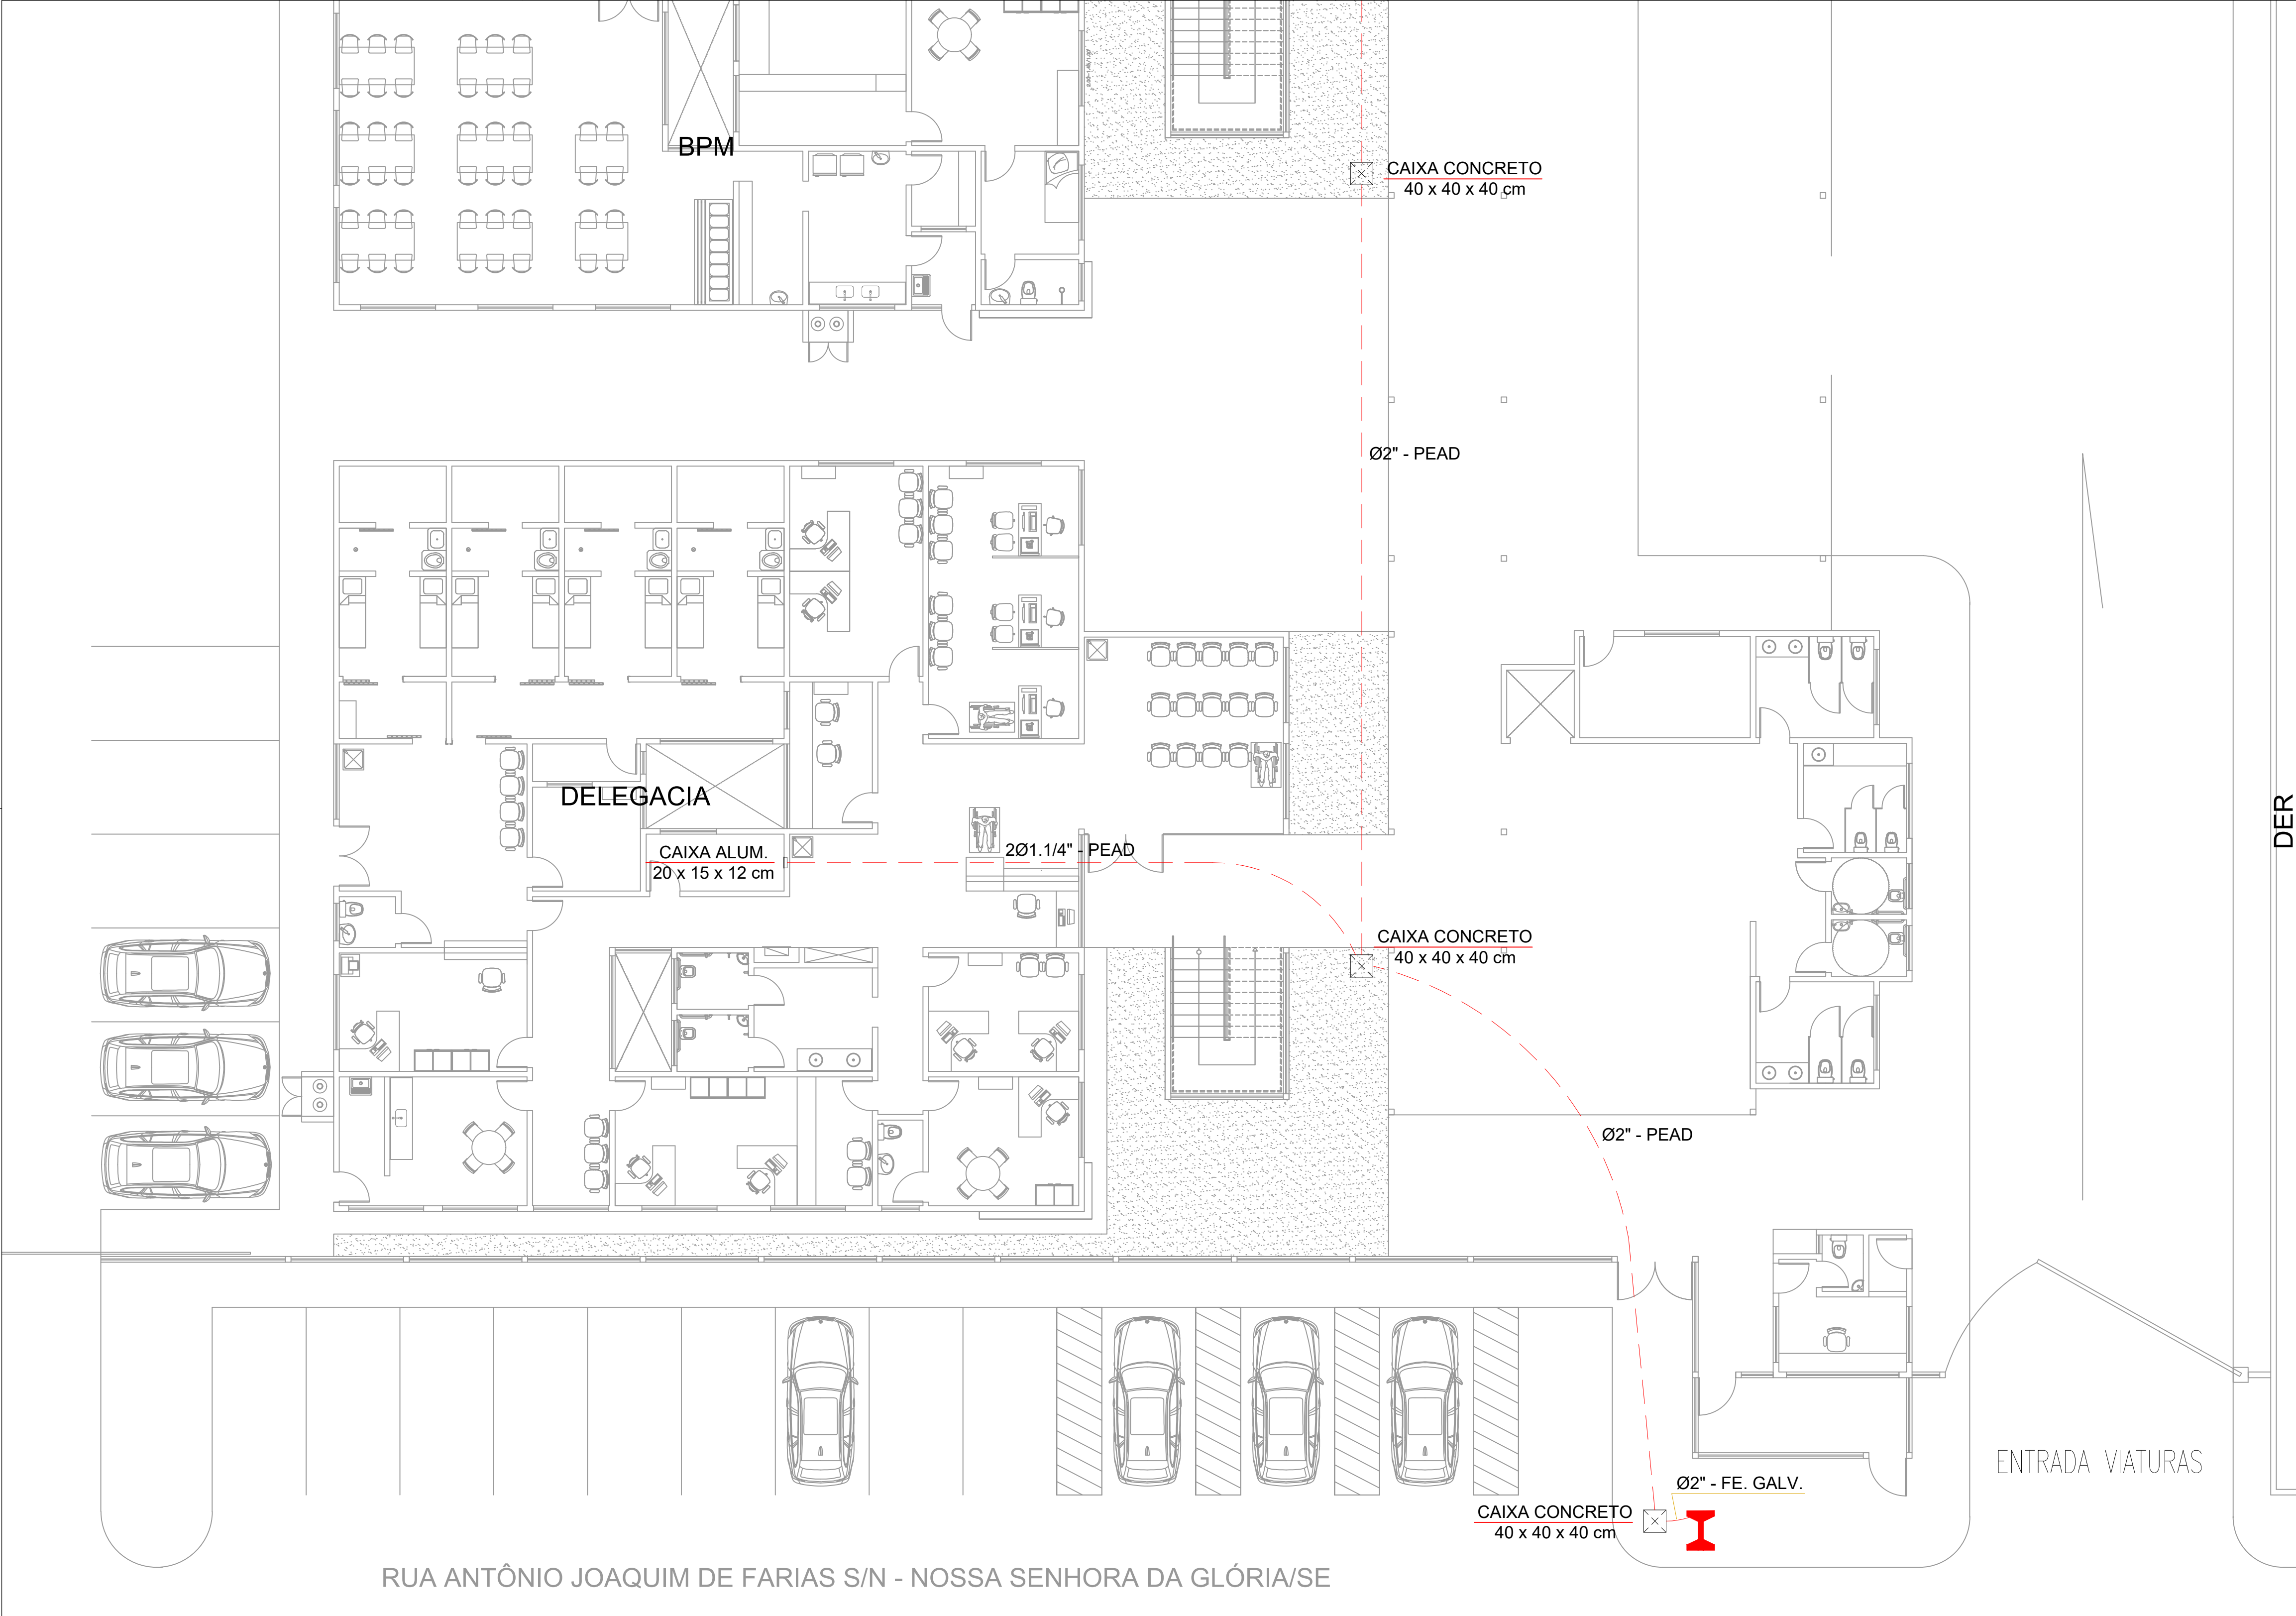 BPM
CAIXA CONCRETO
40 x 40 x 40 cm
Ø2" - PEAD
DELEGACIA
DER
CAIXA ALUM.
20 x 15 x 12 cm
2Ø1.1/4" - PEAD
CAIXA CONCRETO
40 x 40 x 40 cm
Ø2" - PEAD
ENTRADA VIATURAS
Ø2" - FE. GALV.
CAIXA CONCRETO
40 x 40 x 40 cm
RUA ANTÔNIO JOAQUIM DE FARIAS S/N - NOSSA SENHORA DA GLÓRIA/SE